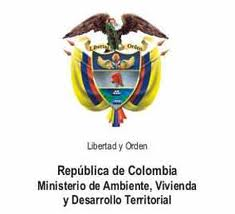 Libertad y Orden
Libertad y Orden
República de Colombia
Ministerio de Ambiente, Vivienda
y Desarrollo Territorial